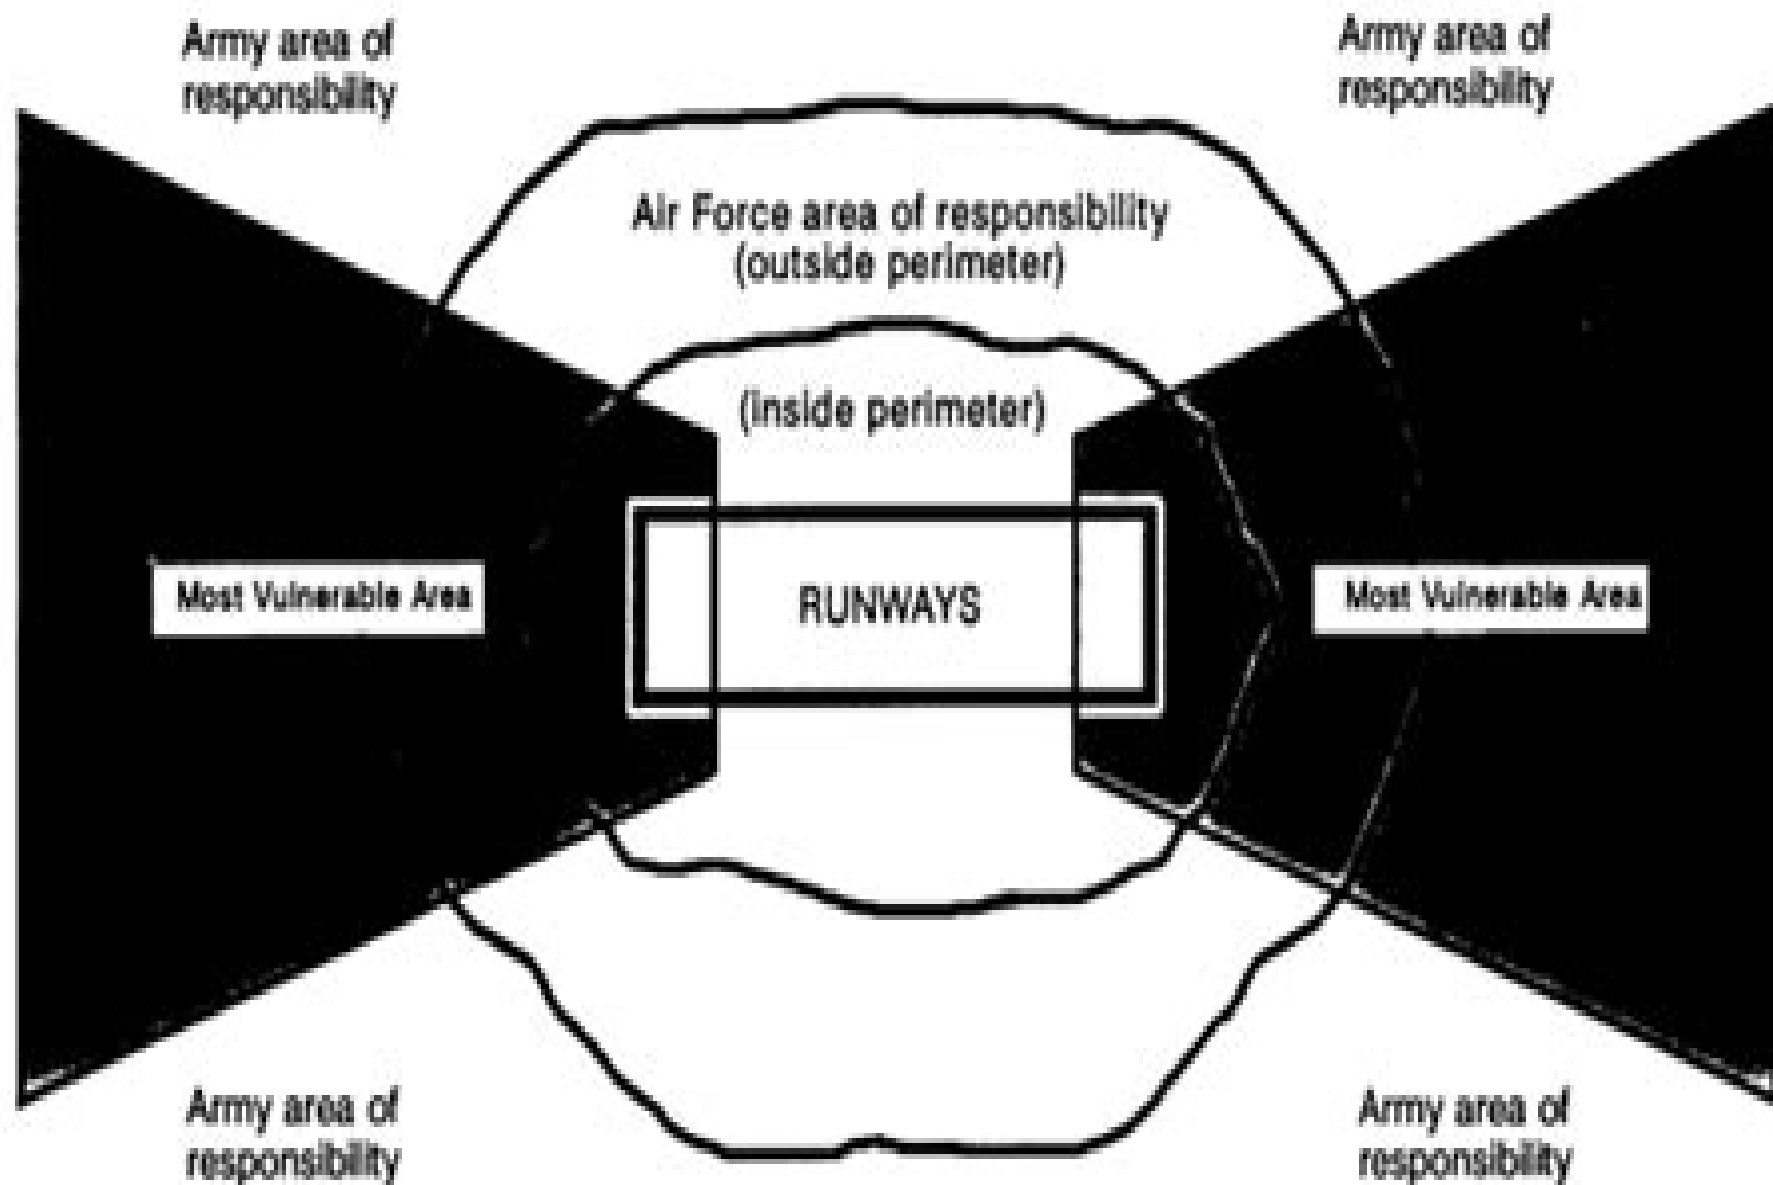 Army area of
responsibility
Army area of
responsibility
Air Force area of responsibility
(outside perimeter)
(inside perimeter)
Most Vulnerable Area
RUNWAYS
Most Vulnerable Area
Army area of
responsibility
Army area of
responsibility